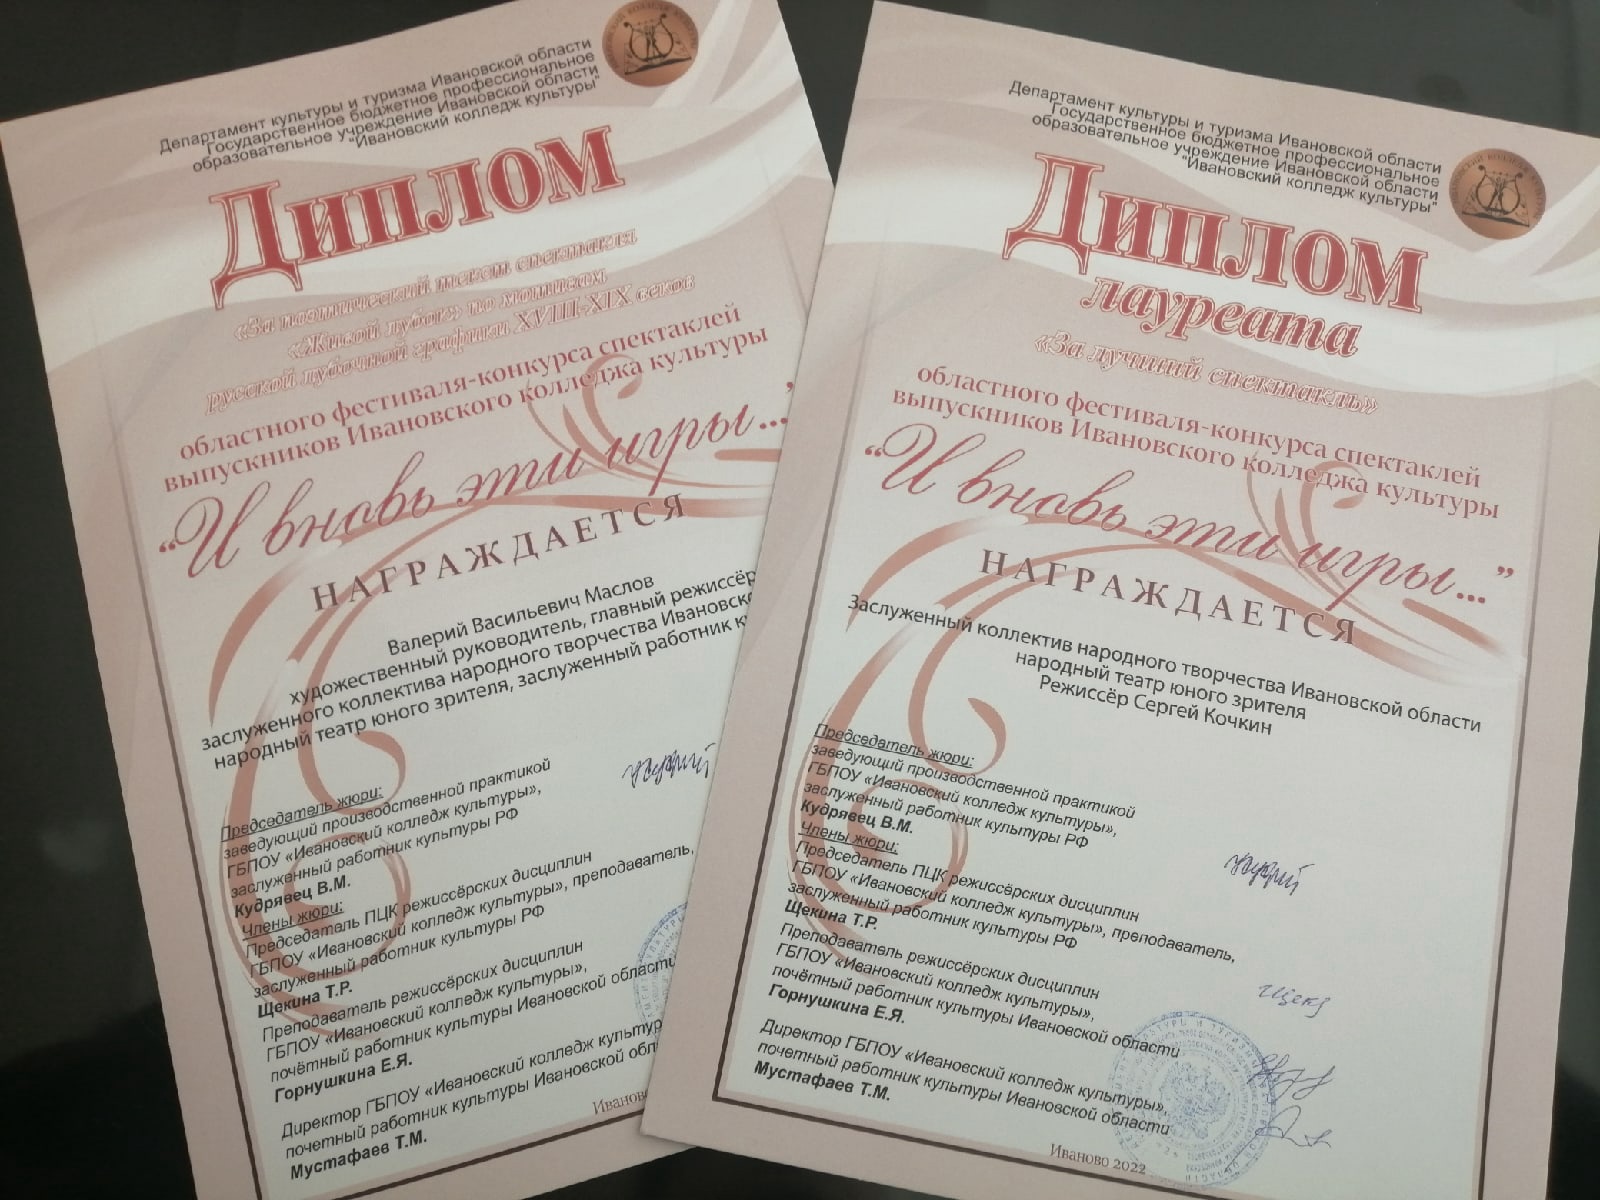 Департамент культуры и туризма Ивановской области
Государственное бюджетное профессиональное
образовательное учреждение Ивановской области
"Ивановский колледж культуры"
Диплом
«За поэтический текст спектакля
«Живой лубок» по мотивам
русской лубочной графики XVIII-XIX веков
областного фестиваля-конкурса спектаклей
выпускников Ивановского колледжа культуры
“И вновь эти игры...”
НАГРАЖДАЕТСЯ
Валерий Васильевич Маслов
художественный руководитель, главный режиссёр
заслуженного коллектива народного творчества
народный театр юного зрителя, заслуженный работник
Председатель жюри:
заведующий производственной практикой
ГБПОУ «Ивановский колледж культуры»,
заслуженный работник культуры РФ
Кудрявец В.М.
Члены жюри:
Председатель ПЦК режиссёрских дисциплин
ГБПОУ «Ивановский колледж культуры», преподаватель,
заслуженный работник культуры РФ
Щекина Т.Р.
Преподаватель режиссёрских дисциплин
ГБПОУ «Ивановский колледж культуры»,
почётный работник культуры Ивановской области
Горнушкина Е.Я.
Директор ГБПОУ «Ивановский колледж культур
почетный работник культуры Ивановской обл
Мустафаев Т.М.
Иваново
Департамент культуры и туризма Ивановской области
Государственное бюджетное профессиональное
образовательное учреждение Ивановской области
"Ивановский колледж культуры"
Диплом
лауреата
«За лучший спектакль»
областного фестиваля-конкурса спектаклей
выпускников Ивановского колледжа культуры
“И вновь эти игры...”
НАГРАЖДАЕТСЯ
Заслуженный коллектив народного творчества Ивановской области
народный театр юного зрителя
Режиссёр Сергей Кочкин
Председатель жюри:
заведующий производственной практикой
ГБПОУ «Ивановский колледж культуры»,
заслуженный работник культуры РФ
Кудрявец В.М.
Члены жюри:
Председатель ПЦК режиссёрских дисциплин
ГБПОУ «Ивановский колледж культуры», преподаватель,
заслуженный работник культуры РФ
Щекина Т.Р.
Преподаватель режиссёрских дисциплин
ГБПОУ «Ивановский колледж культуры»,
почётный работник культуры Ивановской области
Горнушкина Е.Я.
Директор ГБПОУ «Ивановский колледж культуры»,
почетный работник культуры Ивановской области
Мустафаев Т.М.
Иваново 2022